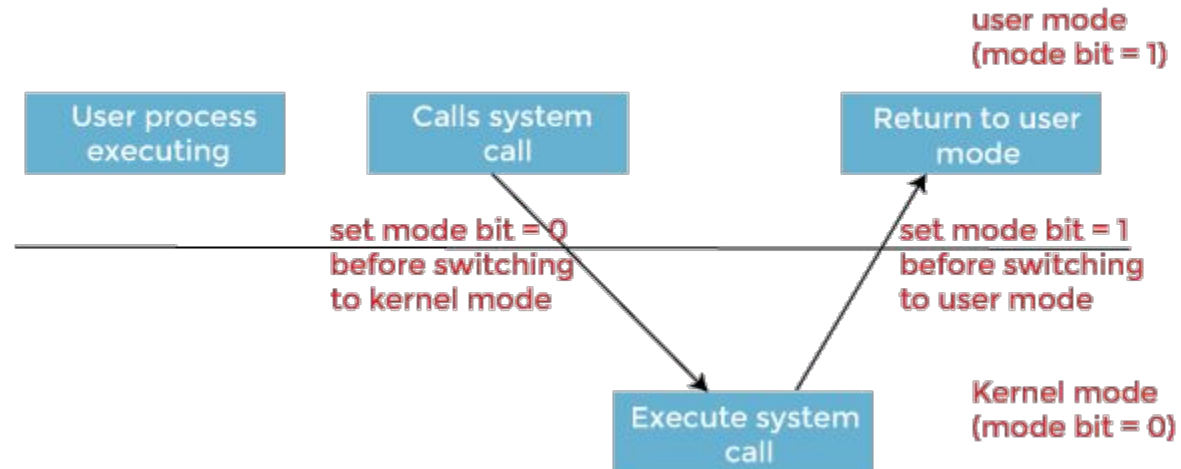 user mode
(mode bit = 1)
User process
executing
Calls system
call
Return to user
mode
set mode bit = 0
before switching
to kernel mode
set mode bit = 1
before switching
to user mode
Execute system
call
Kernel mode
(mode bit = 0)